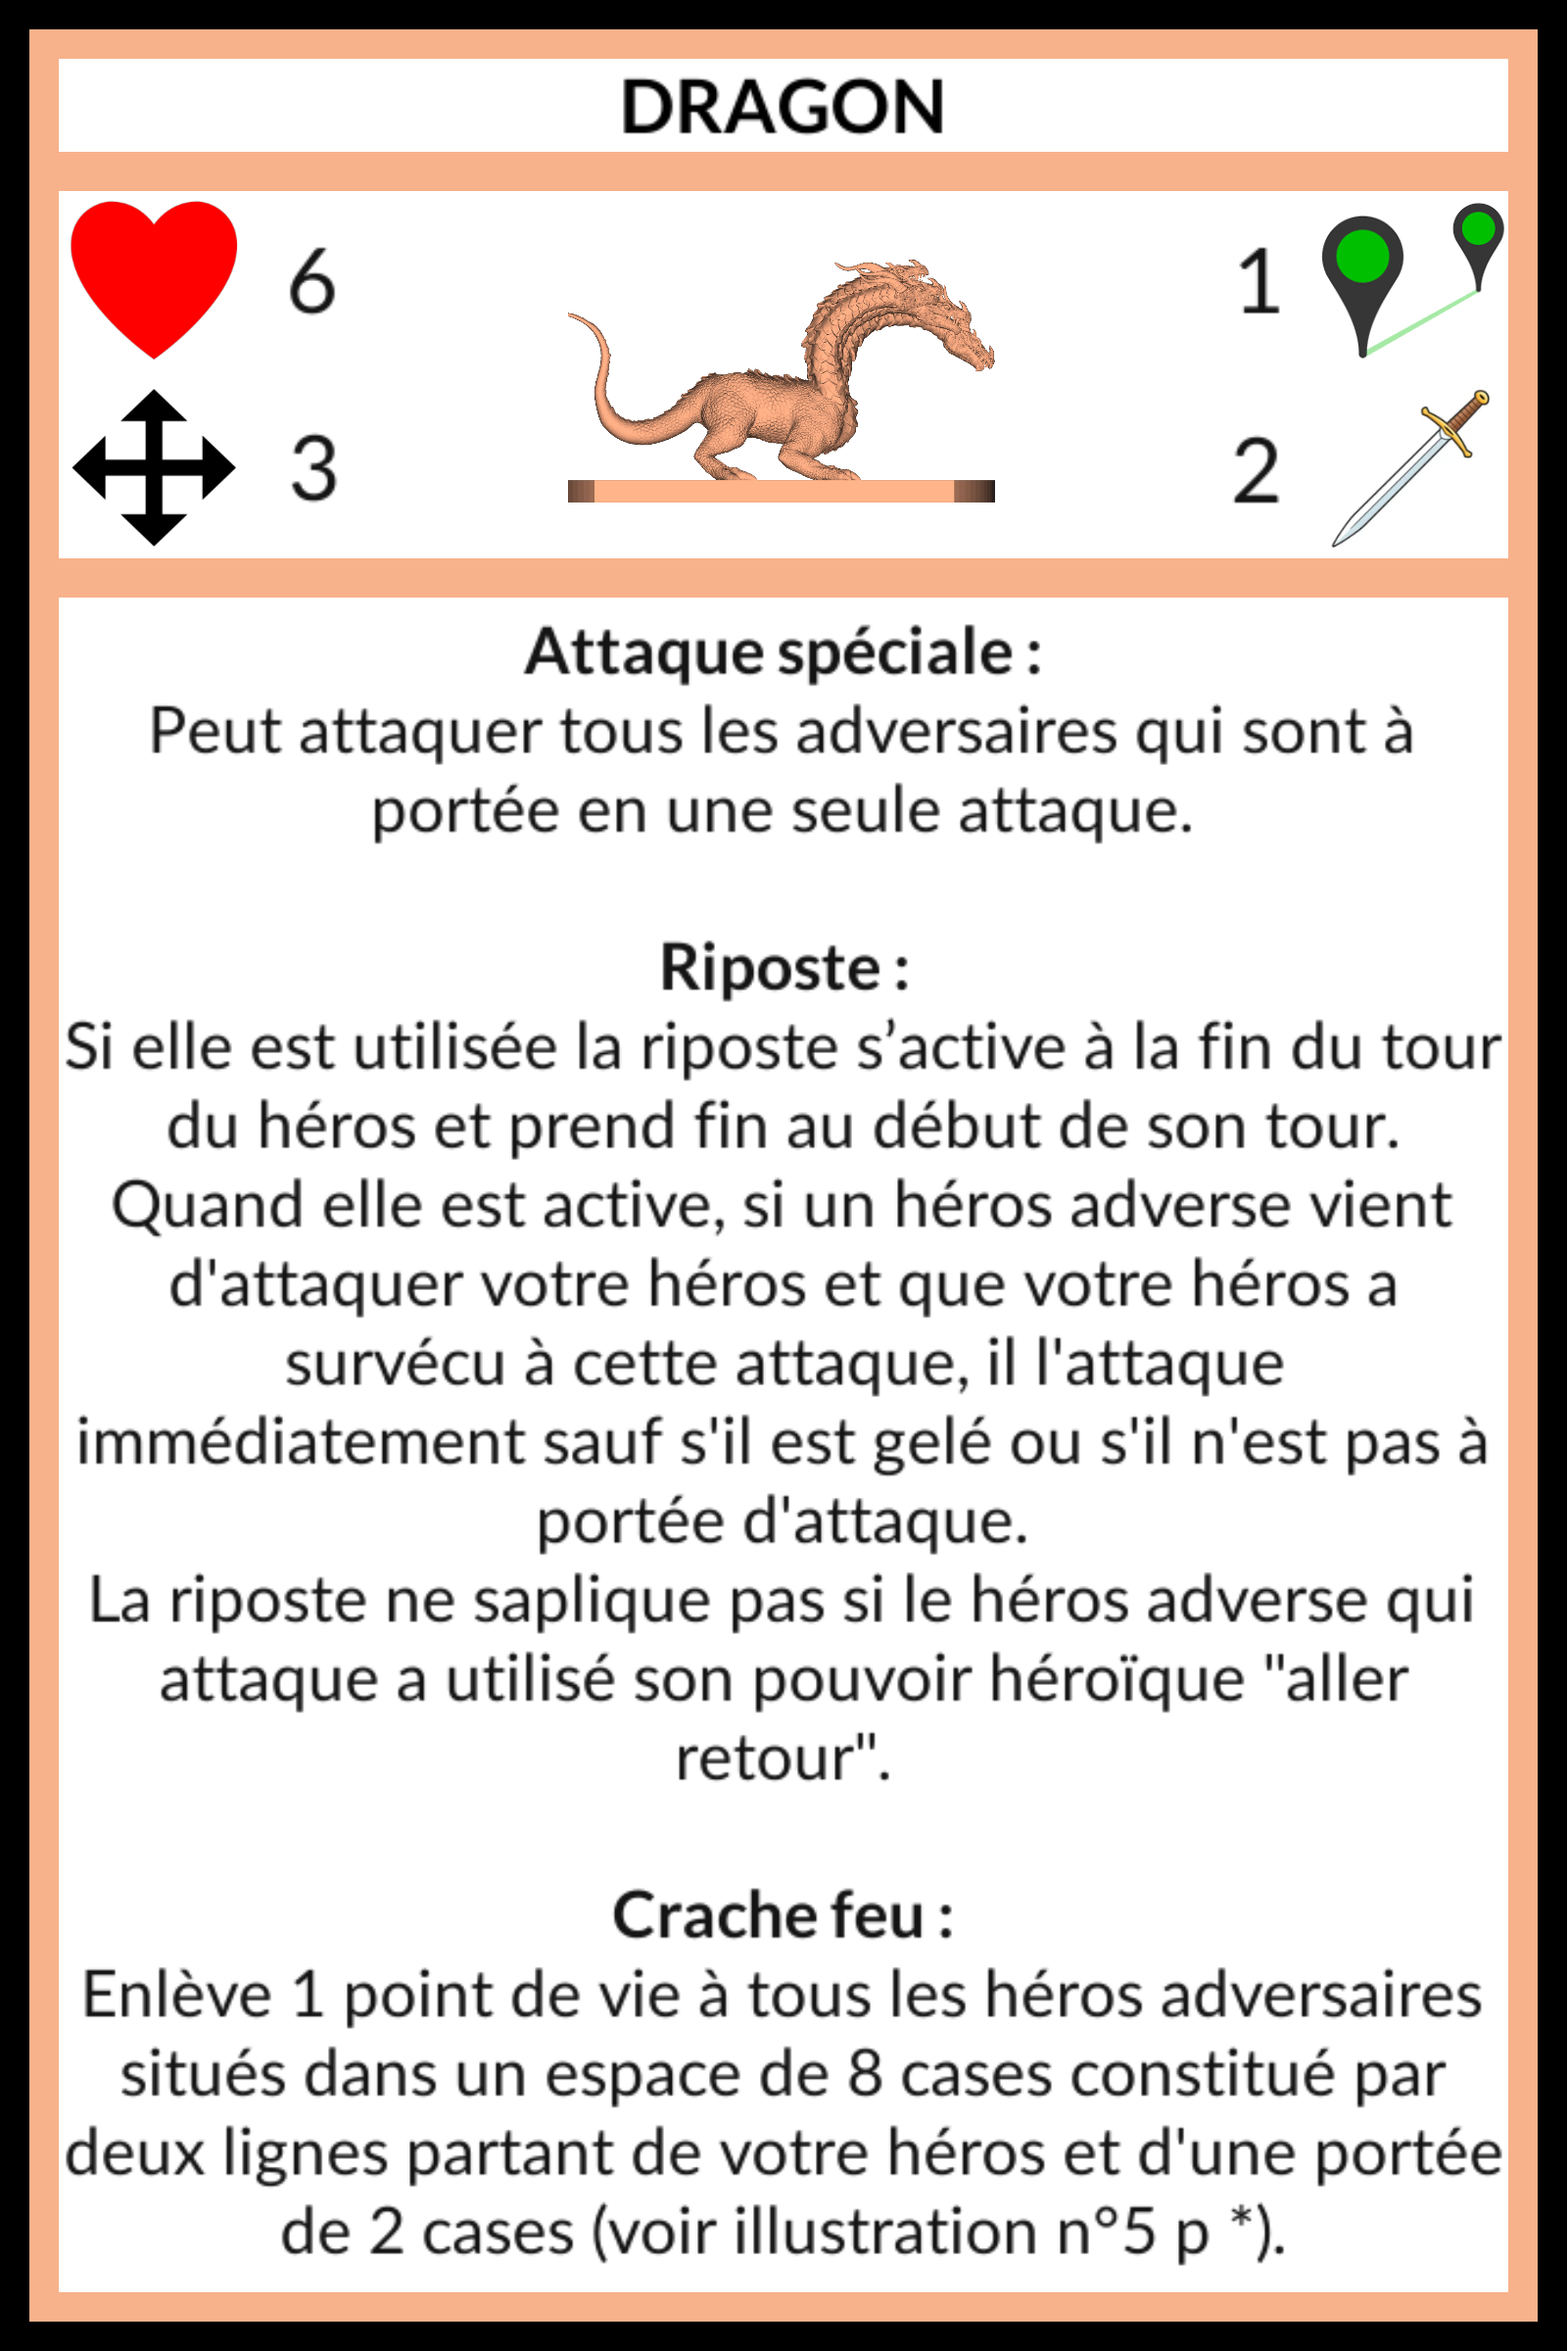 DRAGON
6
1
3
2
Attaque spéciale :
Peut attaquer tous les adversaires qui sont à
portée en une seule attaque.
Riposte :
Si elle est utilisée la riposte s’active à la fin du tour
du héros et prend fin au début de son tour.
Quand elle est active, si un héros adverse vient
d'attaquer votre héros et que votre héros a
survécu à cette attaque, il l'attaque
immédiatement sauf s'il est gelé ou s'il n'est pas à
portée d'attaque.
La riposte ne saplique pas si le héros adverse qui
attaque a utilisé son pouvoir héroïque "aller
retour".
Crache feu :
Enlève 1 point de vie à tous les héros adversaires
situés dans un espace de 8 cases constitué par
deux lignes partant de votre héros et d'une portée
de 2 cases (voir illustration n°5 p *).